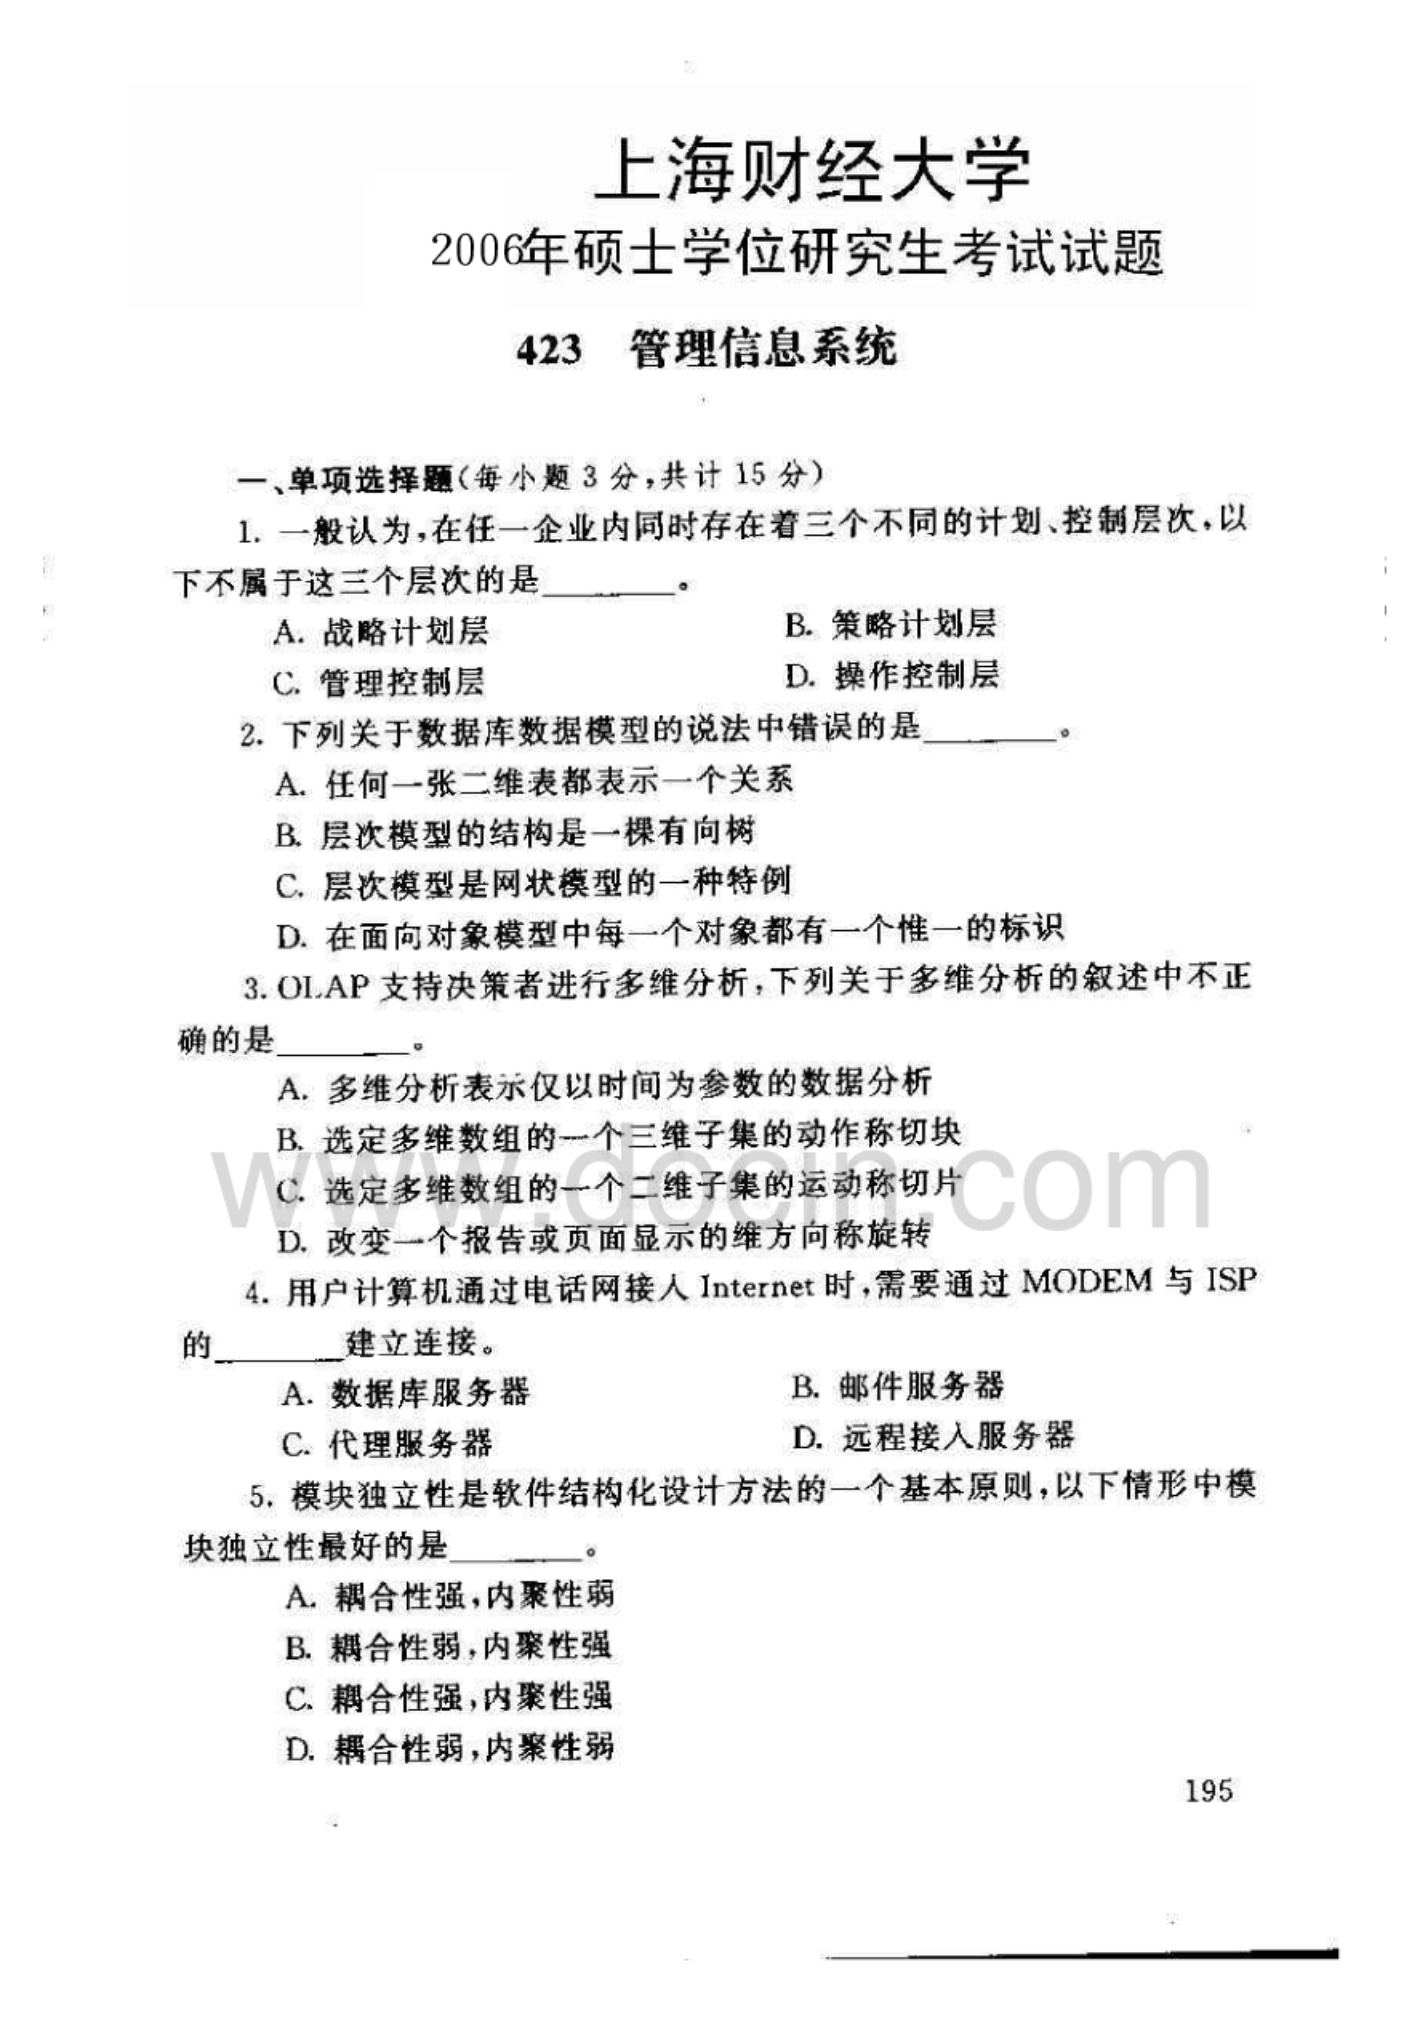 上海财经大学
2006年硕士学位研究生考试试题
423 管理信息系统
一、单项选择题(每小题3分,共计15分)
1. 一般认为,在任一企业内同时存在着三个不同的计划、控制层次,以
下不属于这三个层次的是________。
A. 战略计划层 B. 策略计划层
C. 管理控制层 D. 操作控制层
2. 下列关于数据库数据模型的说法中错误的是________。
A. 任何一张二维表都表示一个关系
B. 层次模型的结构是一棵有向树
C. 层次模型是网状模型的一种特例
D. 在面向对象模型中每一个对象都有一个惟一的标识
3. OLAP 支持决策者进行多维分析,下列关于多维分析的叙述中不正
确的是________。
A. 多维分析表示仅以时间为参数的数据分析
B. 选定多维数组的一个三维子集的动作称切块
C. 选定多维数组的一个二维子集的运动称切片
D. 改变一个报告或页面显示的维方向称旋转
www.docin.com
4. 用户计算机通过电话网接人 Internet 时,需要通过 MODEM 与 ISP
的________建立连接。
A. 数据库服务器 B. 邮件服务器
C. 代理服务器 D. 远程接入服务器
5. 模块独立性是软件结构化设计方法的一个基本原则,以下情形中模
块独立性最好的是________。
A. 耦合性强,内聚性弱
B. 耦合性弱,内聚性强
C. 耦合性强,内聚性强
D. 耦合性弱,内聚性弱
195